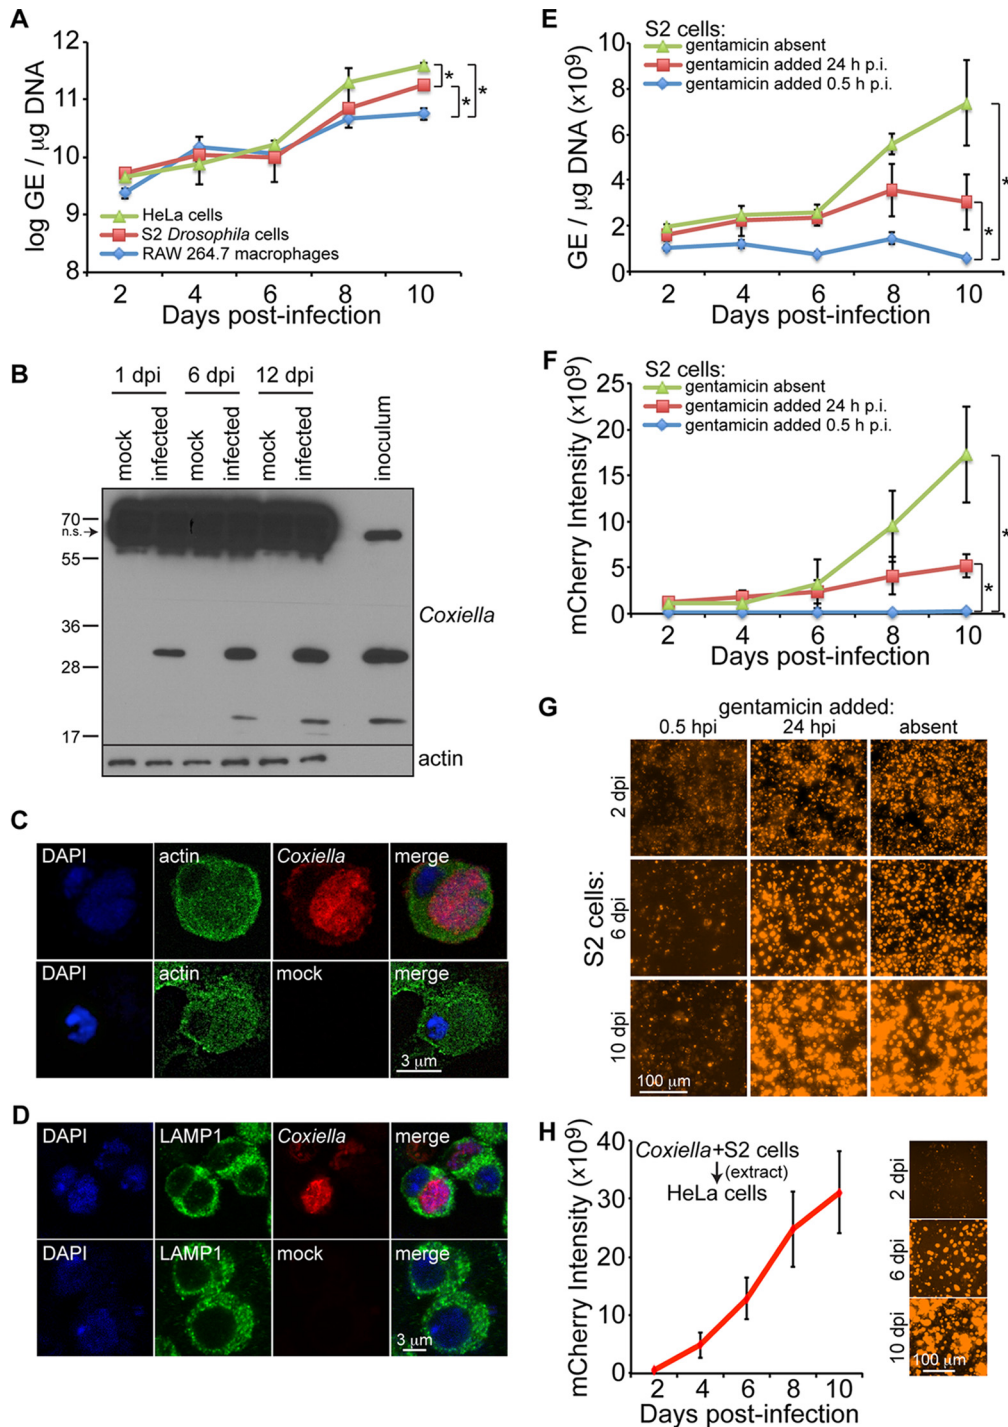 A
log GE / µg DNA
12
11
10
9
8
HeLa cells
S2 Drosophila cells
RAW 264.7 macrophages
*
*
*
2 4 6 8 10
Days post-infection
B
1 dpi 6 dpi 12 dpi
mock infected mock infected mock infected inoculum
70
n.s.
55
36
28
17
Coxiella
actin
C
DAPI actin Coxiella merge
DAPI actin mock merge
3 µm
D
DAPI LAMP1 Coxiella merge
DAPI LAMP1 mock merge
3 µm
E
S2 cells:
gentamicin absent
gentamicin added 24 h p.i.
gentamicin added 0.5 h p.i.
GE / µg DNA (×10⁹)
10
8
6
4
2
0
*
*
2 4 6 8 10
Days post-infection
F
S2 cells:
gentamicin absent
gentamicin added 24 h p.i.
gentamicin added 0.5 h p.i.
mCherry Intensity (×10⁹)
25
20
15
10
5
0
*
*
2 4 6 8 10
Days post-infection
G
gentamicin added:
0.5 hpi 24 hpi absent
S2 cells:
2 dpi
6 dpi
10 dpi
100 µm
H
mCherry Intensity (×10⁹)
40
30
20
10
0
Coxiella+S2 cells
(extract)
HeLa cells
2 4 6 8 10
Days post-infection
2 dpi
6 dpi
10 dpi
100 µm